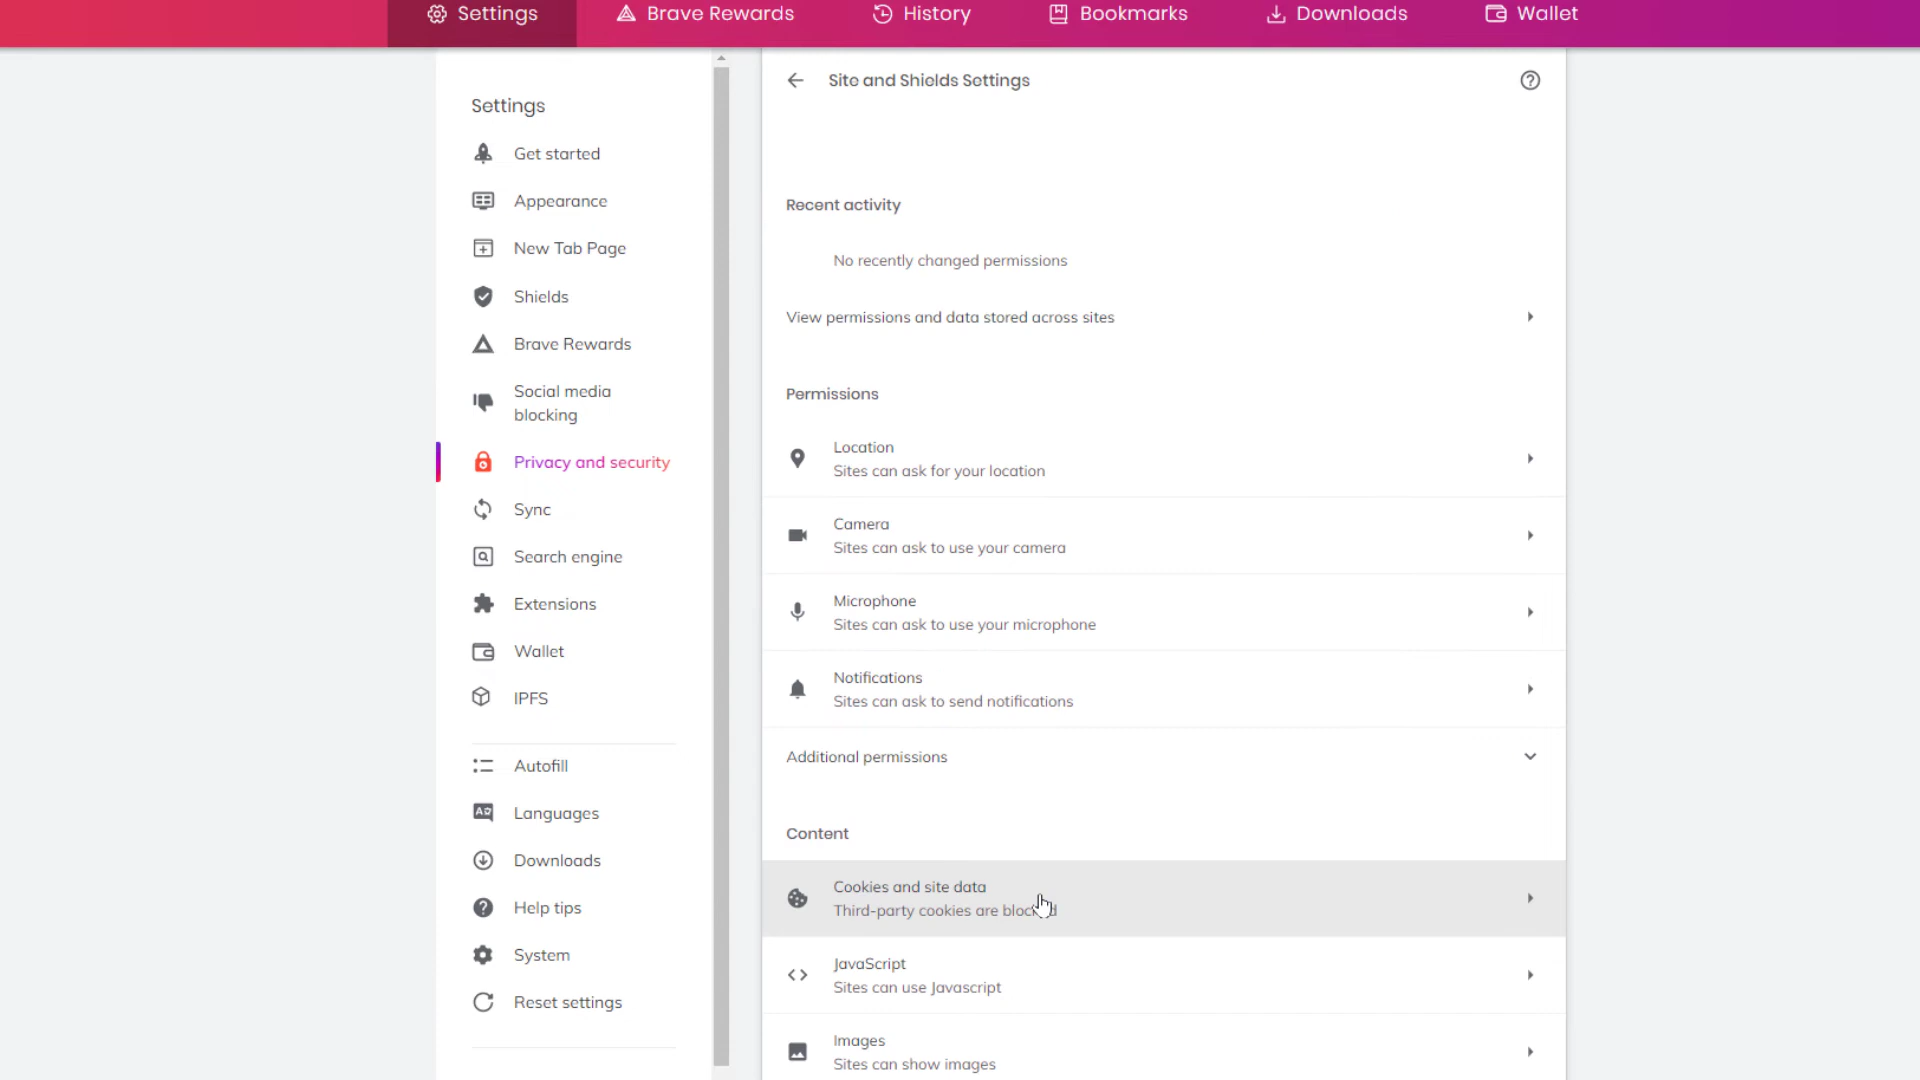 Settings
Brave Rewards
History
Bookmarks
Downloads
Wallet
Settings
Get started
Appearance
New Tab Page
Shields
Brave Rewards
Social media
blocking
Privacy and security
Sync
Search engine
Extensions
Wallet
IPFS
Autofill
Languages
Downloads
Help tips
System
Reset settings
Site and Shields Settings
Recent activity
No recently changed permissions
View permissions and data stored across sites
Permissions
Location
Sites can ask for your location
Camera
Sites can ask to use your camera
Microphone
Sites can ask to use your microphone
Notifications
Sites can ask to send notifications
Additional permissions
Content
Cookies and site data
Third-party cookies are blocked
JavaScript
Sites can use Javascript
Images
Sites can show images